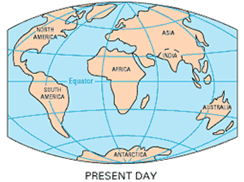 NORTH
AMERICA
ASIA
INDIA
AFRICA
Equator
SOUTH
AMERICA
AUSTRALIA
ANTARCTICA
PRESENT DAY